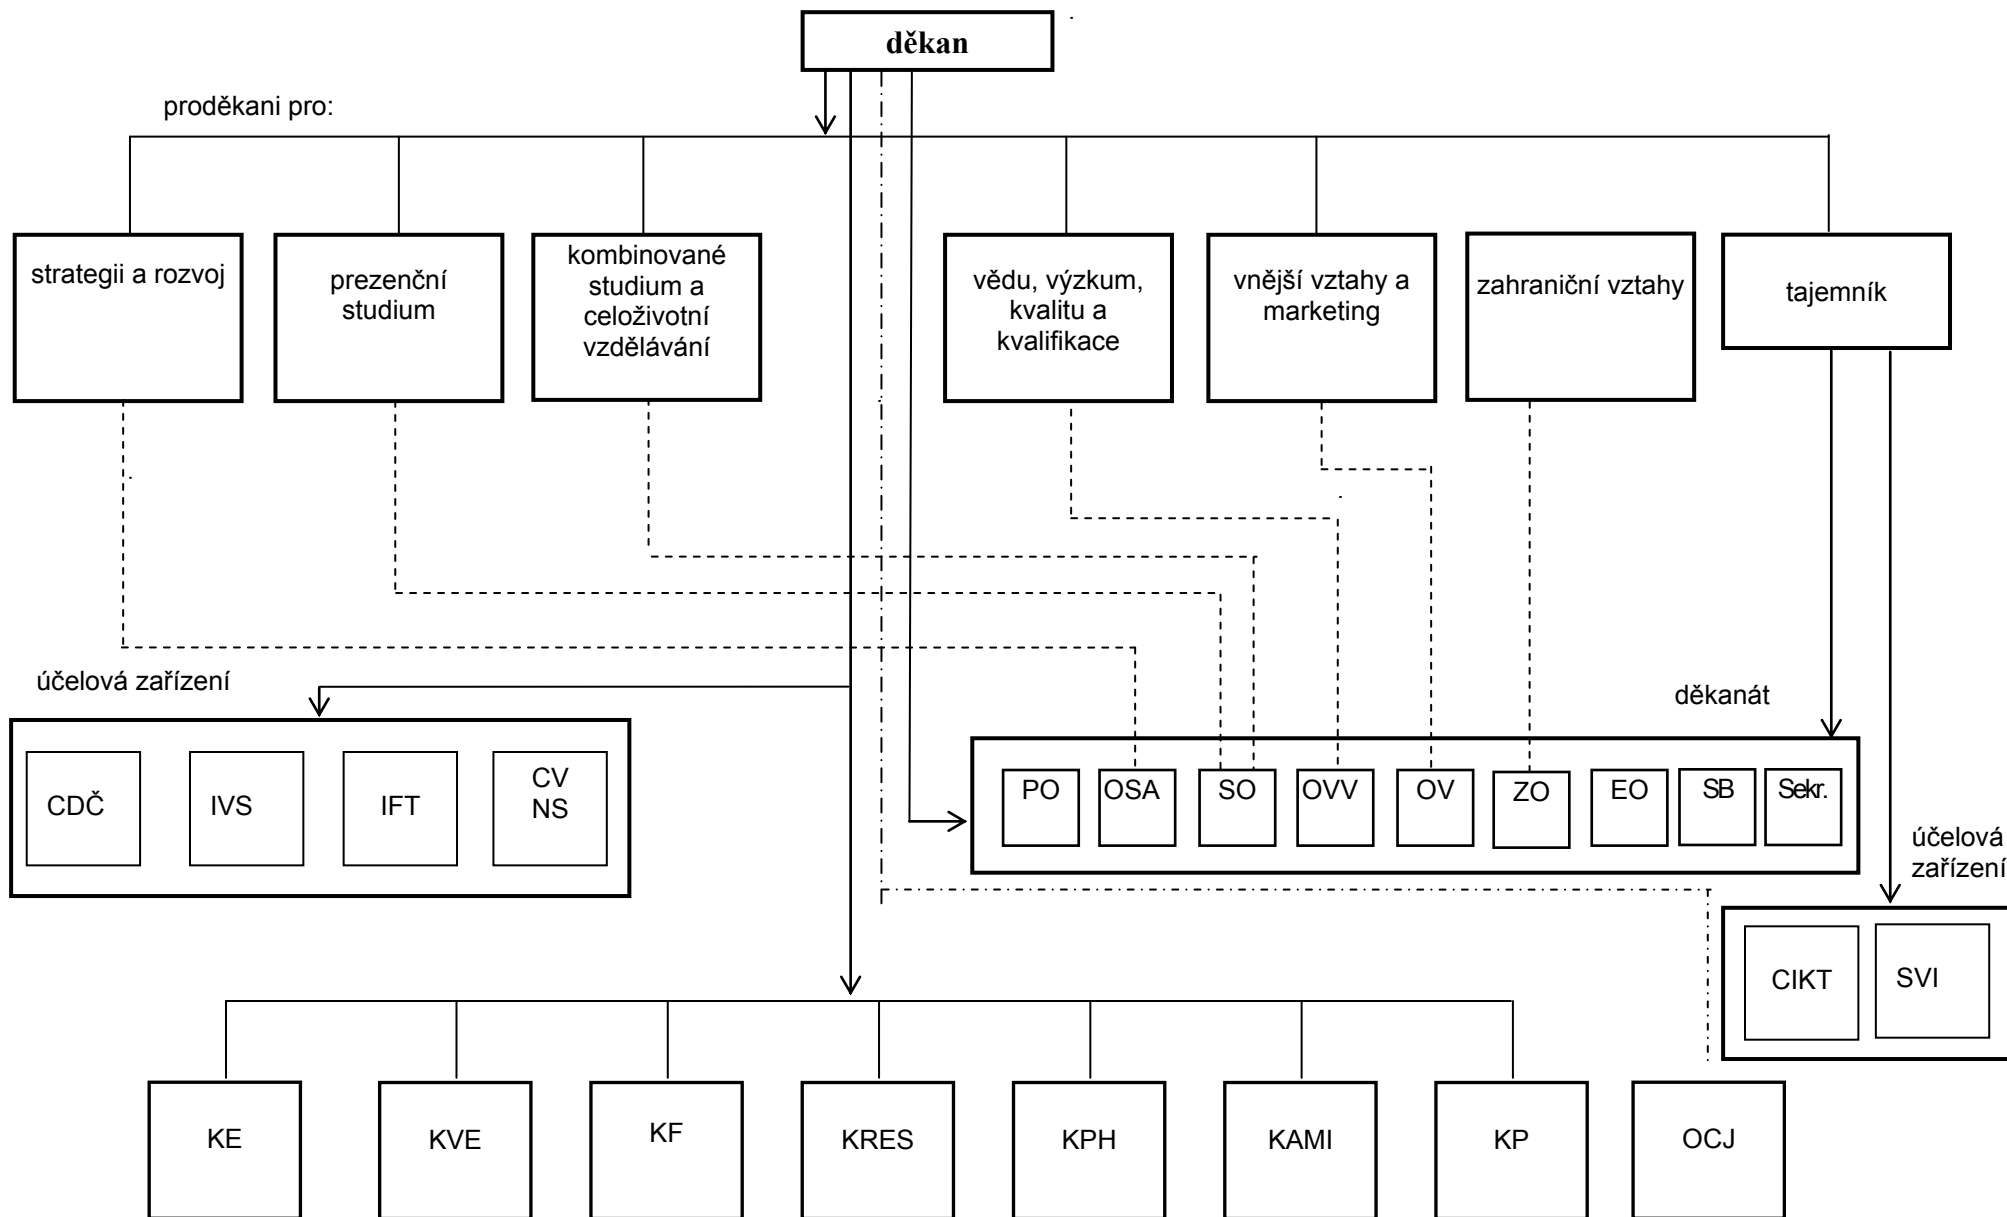 děkan
proděkani pro:
strategii a rozvoj
prezenční
studium
kombinované
studium a
celoživotní
vzdělávání
vědu, výzkum,
kvalitu a
kvalifikace
vnější vztahy a
marketing
zahraniční vztahy
tajemník
účelová zařízení
děkanát
CDČ
IVS
IFT
CV
NS
PO
OSA
SO
OVV
OV
ZO
EO
SB
Sekr.
účelová
zařízení
CIKT
SVI
KE
KVE
KF
KRES
KPH
KAMI
KP
OCJ